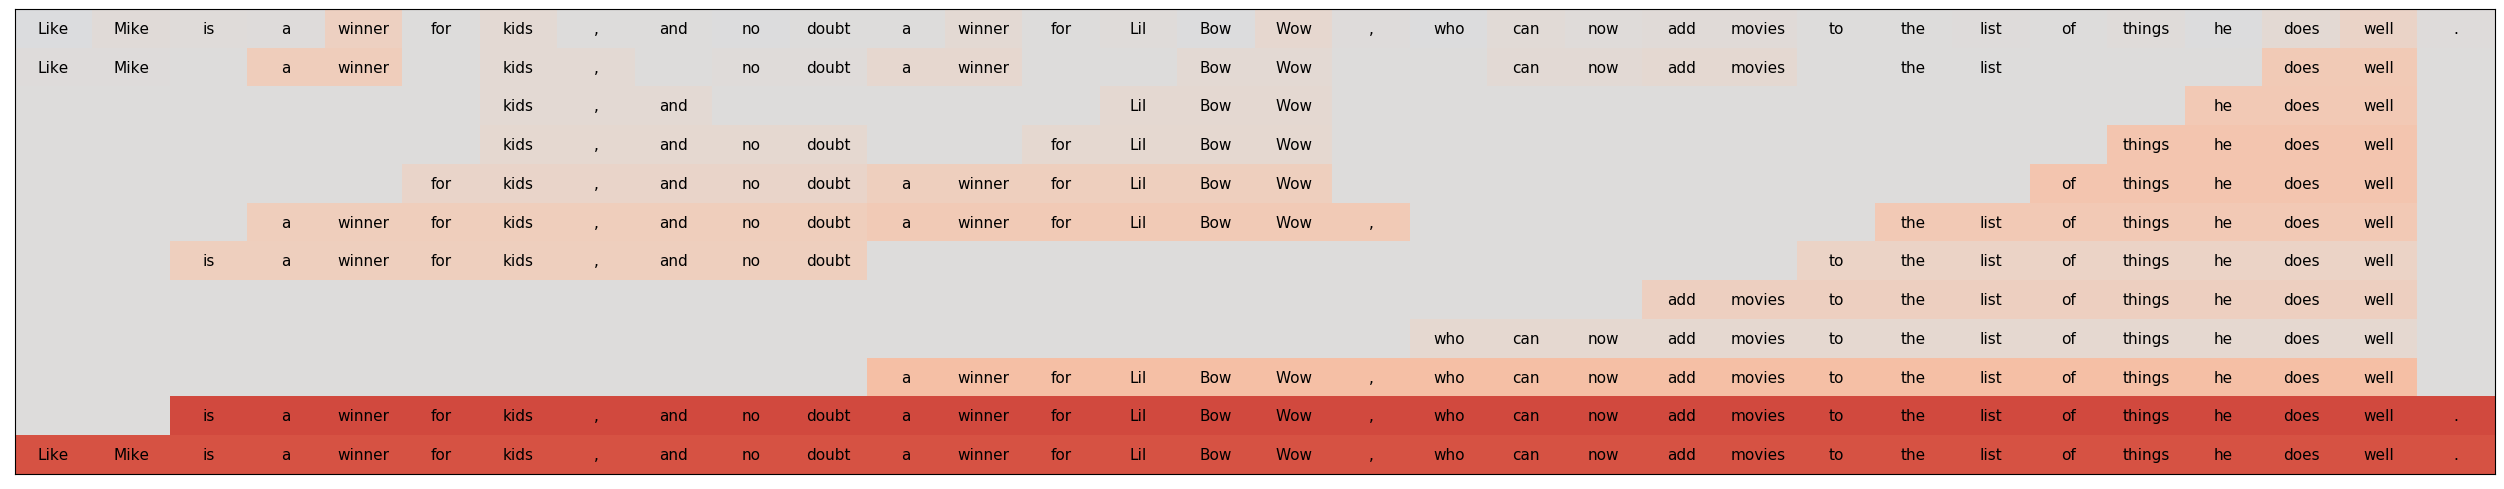 Like Mike is a winner for kids , and no doubt a winner for Lil Bow Wow , who can now add movies to the list of things he does well .
Like Mike a winner kids , no doubt a winner Bow Wow can now add movies the list does well
kids , and Lil Bow Wow he does well
kids , and no doubt for Lil Bow Wow things he does well
for kids , and no doubt a winner for Lil Bow Wow of things he does well
a winner for kids , and no doubt a winner for Lil Bow Wow , the list of things he does well
is a winner for kids , and no doubt to the list of things he does well
add movies to the list of things he does well
who can now add movies to the list of things he does well
a winner for Lil Bow Wow , who can now add movies to the list of things he does well
is a winner for kids , and no doubt a winner for Lil Bow Wow , who can now add movies to the list of things he does well .
Like Mike is a winner for kids , and no doubt a winner for Lil Bow Wow , who can now add movies to the list of things he does well .